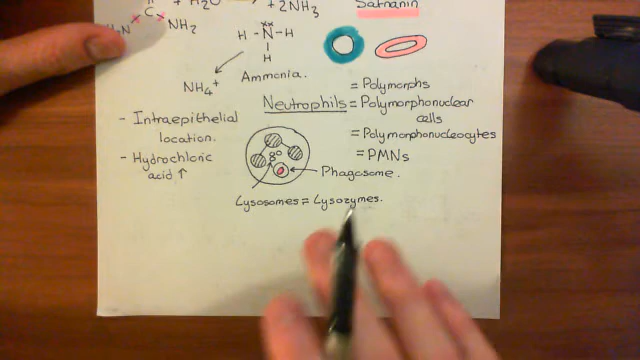 C + H₂O + 2NH₃
H₂N NH₂
Safranin
H - N - H
H
NH₄⁺
Ammonia.
Neutrophils = Polymorphs
= Polymorphonuclear cells
= Polymorphonucleocytes
= PMNs
- Intraepithelial
location.
- Hydrochloric
acid ↑
Phagosome.
Lysosomes = Lysozymes.